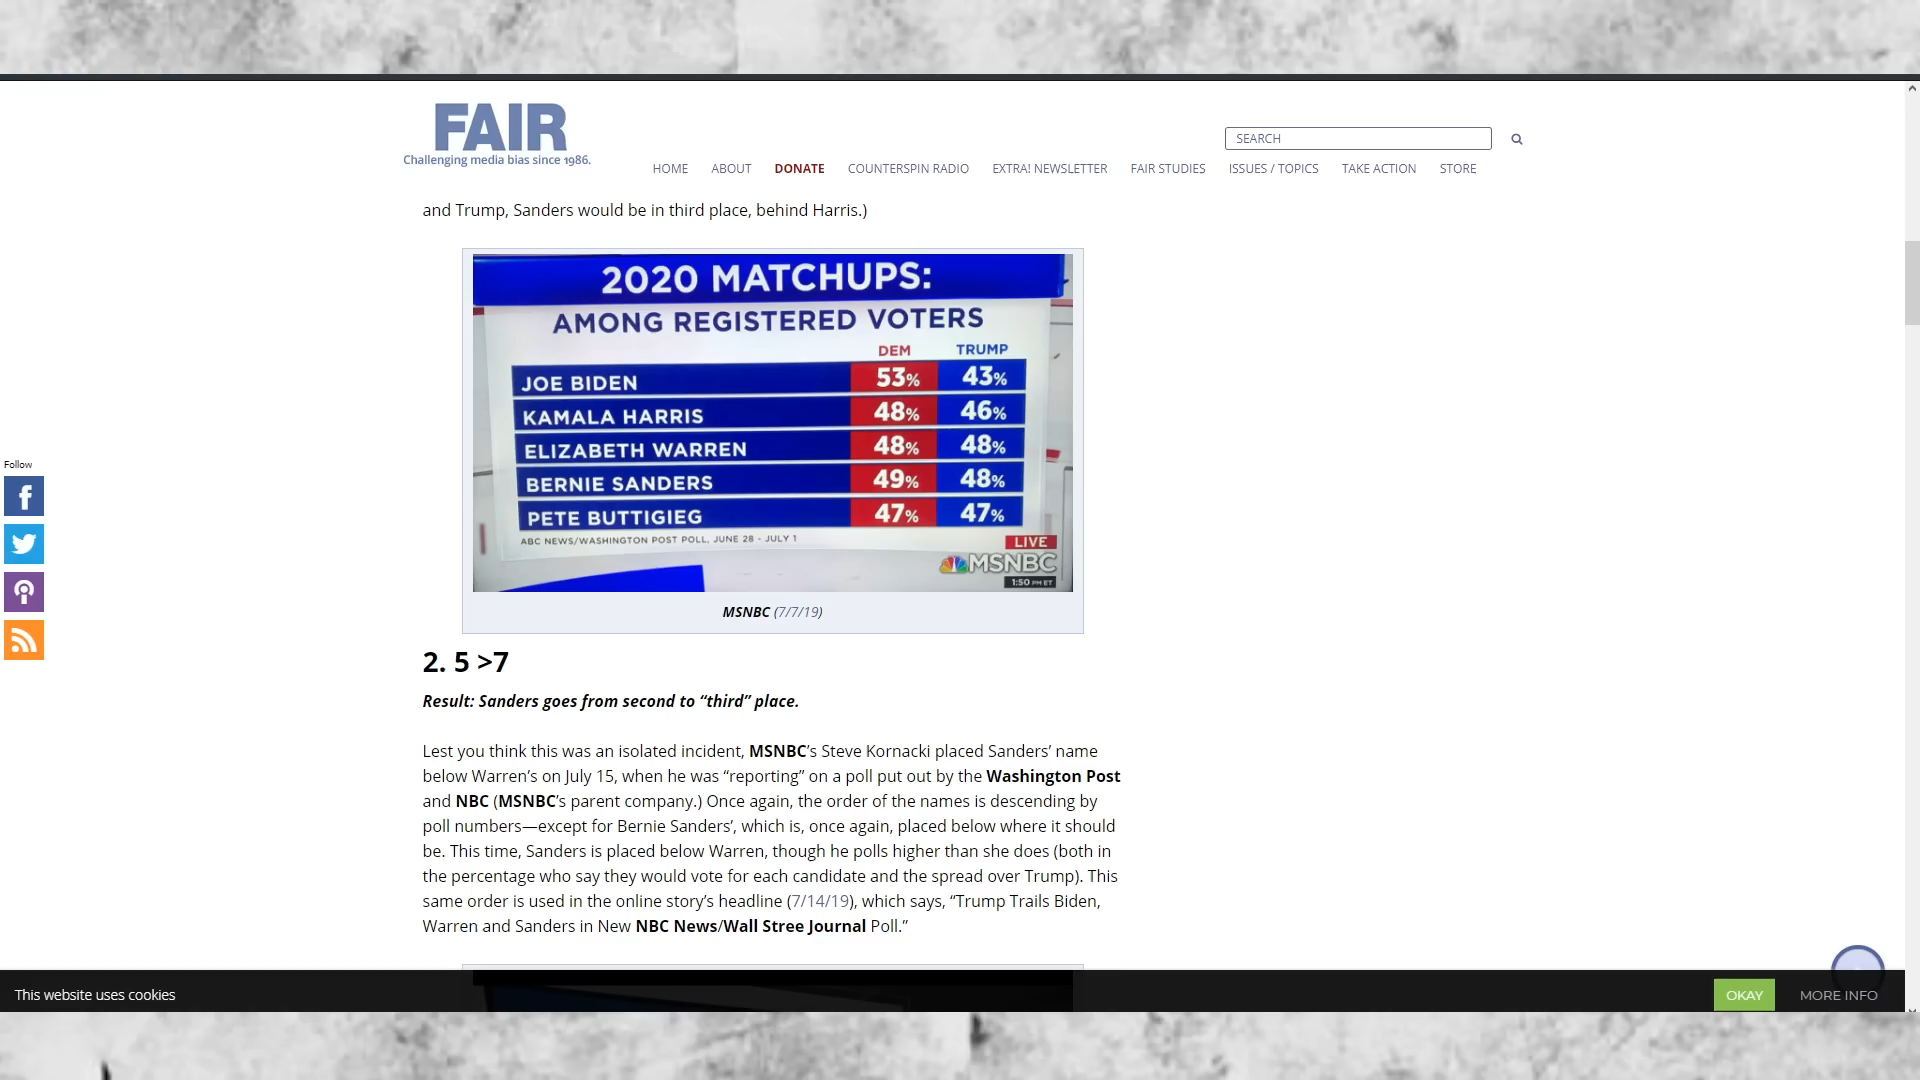 FAIR
Challenging media bias since 1986.
SEARCH
HOME ABOUT DONATE COUNTERSPIN RADIO EXTRA! NEWSLETTER FAIR STUDIES ISSUES / TOPICS TAKE ACTION STORE
and Trump, Sanders would be in third place, behind Harris.)
2020 MATCHUPS:
AMONG REGISTERED VOTERS
DEM TRUMP
JOE BIDEN 53% 43%
KAMALA HARRIS 48% 46%
ELIZABETH WARREN 48% 48%
BERNIE SANDERS 49% 48%
PETE BUTTIGIEG 47% 47%
ABC NEWS/WASHINGTON POST POLL, JUNE 28 - JULY 1
LIVE
MSNBC
1:50 PM ET
MSNBC (7/7/19)
Follow
2. 5 >7
Result: Sanders goes from second to “third” place.
Lest you think this was an isolated incident, MSNBC’s Steve Kornacki placed Sanders’ name
below Warren’s on July 15, when he was “reporting” on a poll put out by the Washington Post
and NBC (MSNBC’s parent company.) Once again, the order of the names is descending by
poll numbers—except for Bernie Sanders’, which is, once again, placed below where it should
be. This time, Sanders is placed below Warren, though he polls higher than she does (both in
the percentage who say they would vote for each candidate and the spread over Trump). This
same order is used in the online story’s headline (7/14/19), which says, “Trump Trails Biden,
Warren and Sanders in New NBC News/Wall Stree Journal Poll.”
This website uses cookies
OKAY MORE INFO